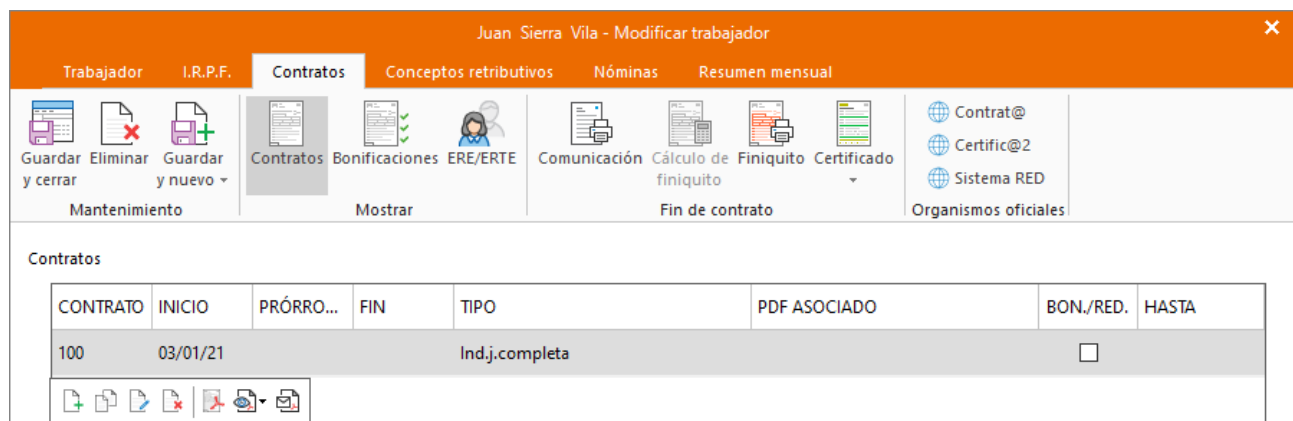 Juan Sierra Vila - Modificar trabajador
Trabajador I.R.P.F. Contratos Conceptos retributivos Nóminas Resumen mensual
Guardar y cerrar
Eliminar
Guardar y nuevo
Contratos
Bonificaciones
ERE/ERTE
Comunicación
Cálculo de finiquito
Finiquito
Certificado
Contrat@
Certific@2
Sistema RED
Mantenimiento Mostrar Fin de contrato Organismos oficiales
Contratos
CONTRATO INICIO PRÓRRO... FIN TIPO PDF ASOCIADO BON./RED. HASTA
100 03/01/21 Ind.j.completa